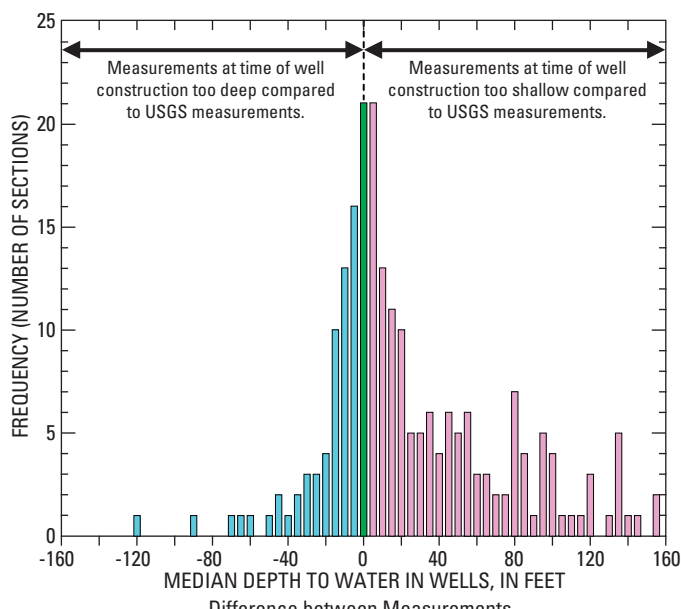 25
20
15
10
5
0
FREQUENCY (NUMBER OF SECTIONS)
Measurements at time of well
construction too deep compared
to USGS measurements.
Measurements at time of well
construction too shallow compared
to USGS measurements.
-160 -120 -80 -40 0 40 80 120 160
MEDIAN DEPTH TO WATER IN WELLS, IN FEET
Difference between Measurements